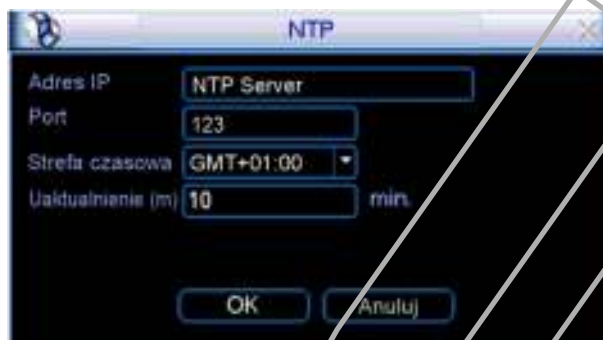 NTP
Adres IP NTP Server
Port 123
Strefa czasowa GMT+01:00
Uaktualnienie (m) 10 min.
OK Anuluj